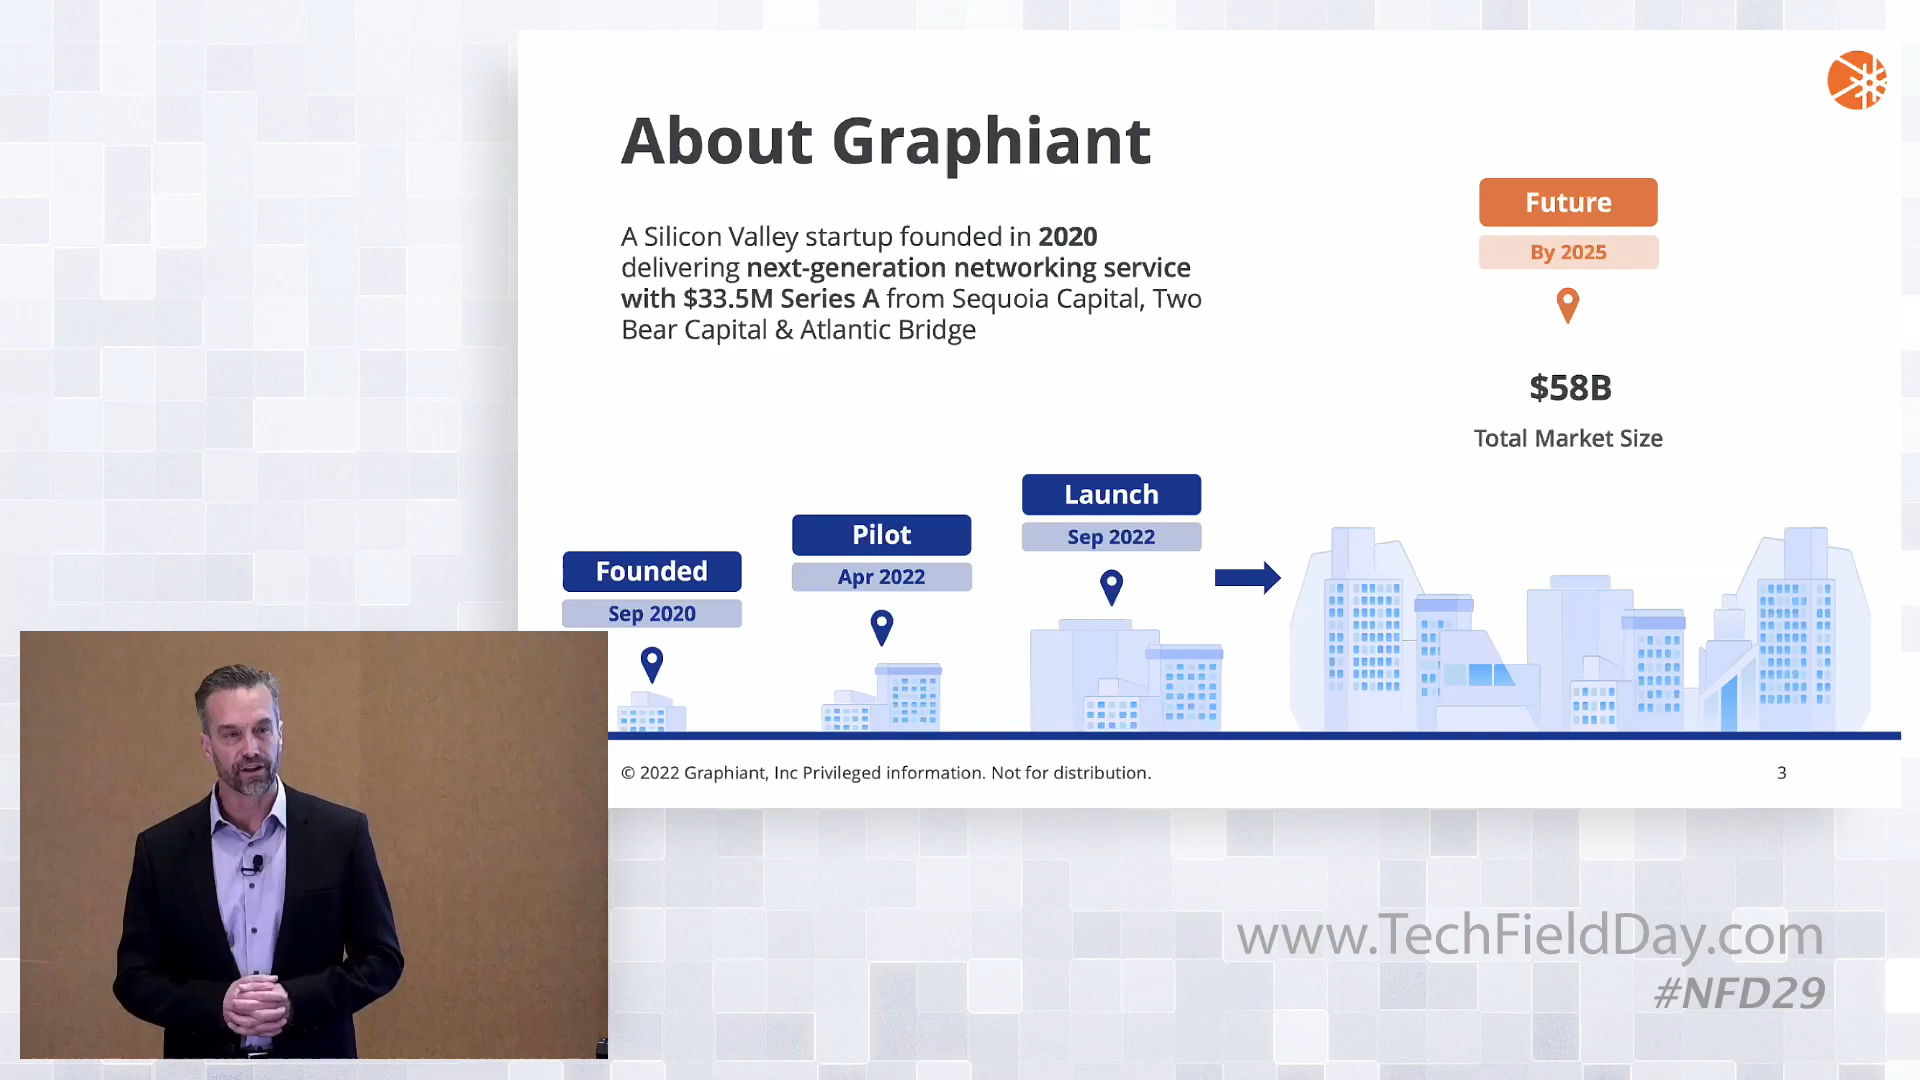 About Graphiant
A Silicon Valley startup founded in 2020
delivering next-generation networking service
with $33.5M Series A from Sequoia Capital, Two
Bear Capital & Atlantic Bridge
Future
By 2025
$58B
Total Market Size
Launch
Sep 2022
Pilot
Apr 2022
Founded
Sep 2020
© 2022 Graphiant, Inc Privileged information. Not for distribution.
3
www.TechFieldDay.com
#NFD29